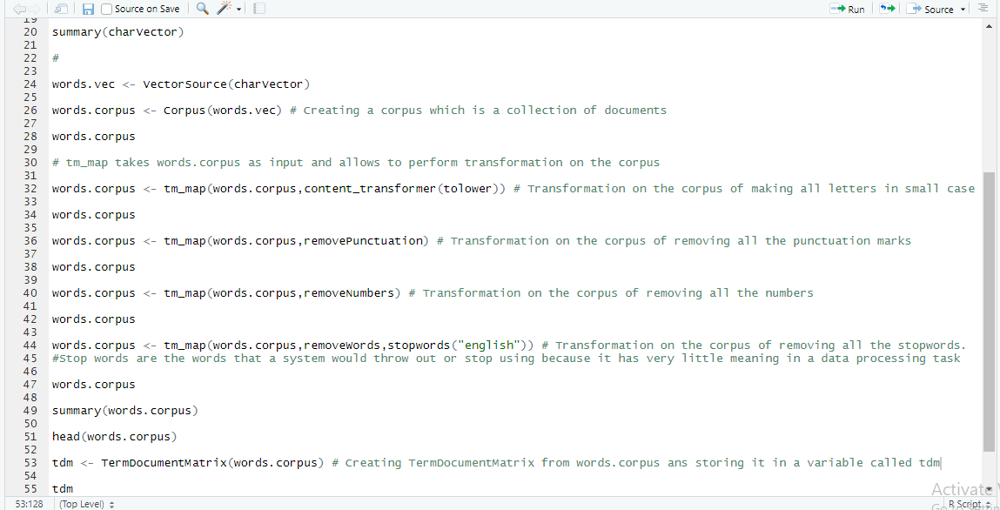 Source on Save
Run
Source
19
20 summary(charVector)
21
22 #
23
24 words.vec <- VectorSource(charVector)
25
26 words.corpus <- Corpus(words.vec) # Creating a corpus which is a collection of documents
27
28 words.corpus
29
30 # tm_map takes words.corpus as input and allows to perform transformation on the corpus
31
32 words.corpus <- tm_map(words.corpus,content_transformer(tolower)) # Transformation on the corpus of making all letters in small case
33
34 words.corpus
35
36 words.corpus <- tm_map(words.corpus,removePunctuation) # Transformation on the corpus of removing all the punctuation marks
37
38 words.corpus
39
40 words.corpus <- tm_map(words.corpus,removeNumbers) # Transformation on the corpus of removing all the numbers
41
42 words.corpus
43
44 words.corpus <- tm_map(words.corpus,removeWords,stopwords("english")) # Transformation on the corpus of removing all the stopwords.
45 #Stop words are the words that a system would throw out or stop using because it has very little meaning in a data processing task
46
47 words.corpus
48
49 summary(words.corpus)
50
51 head(words.corpus)
52
53 tdm <- TermDocumentMatrix(words.corpus) # Creating TermDocumentMatrix from words.corpus ans storing it in a variable called tdm
54
55 tdm
Activate
53:128 (Top Level) R Script